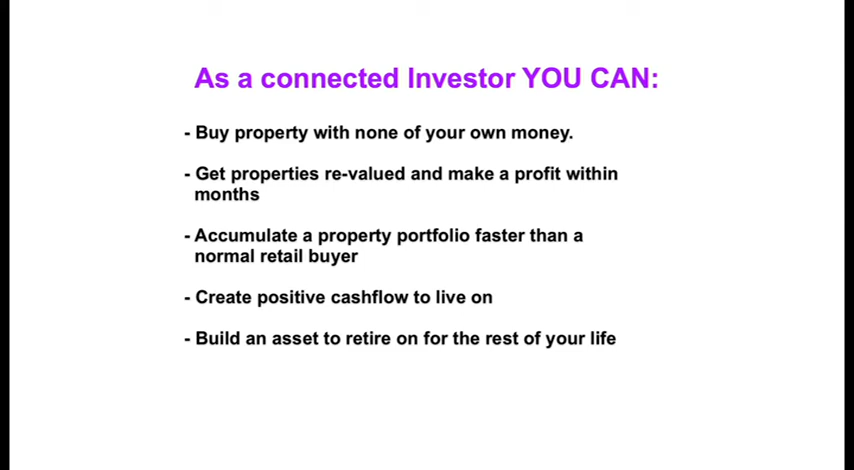 As a connected Investor YOU CAN:
- Buy property with none of your own money.
- Get properties re-valued and make a profit within
months
- Accumulate a property portfolio faster than a
normal retail buyer
- Create positive cashflow to live on
- Build an asset to retire on for the rest of your life